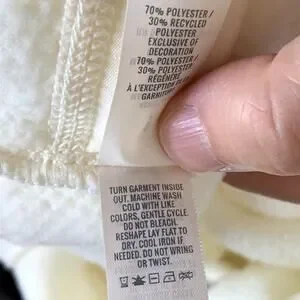 70% POLYESTER /
30% RECYCLED
POLYESTER
EXCLUSIVE OF
DECORATION
70% POLYESTER /
30% POLYESTER
RÉGÉNÉRÉ
À L'EXCEPTION
GARNITURE
TURN GARMENT INSIDE
OUT. MACHINE WASH
COLD WITH LIKE
COLORS, GENTLE CYCLE.
DO NOT BLEACH.
RESHAPE LAY FLAT TO
DRY. COOL IRON IF
NEEDED. DO NOT WRING
OR TWIST.